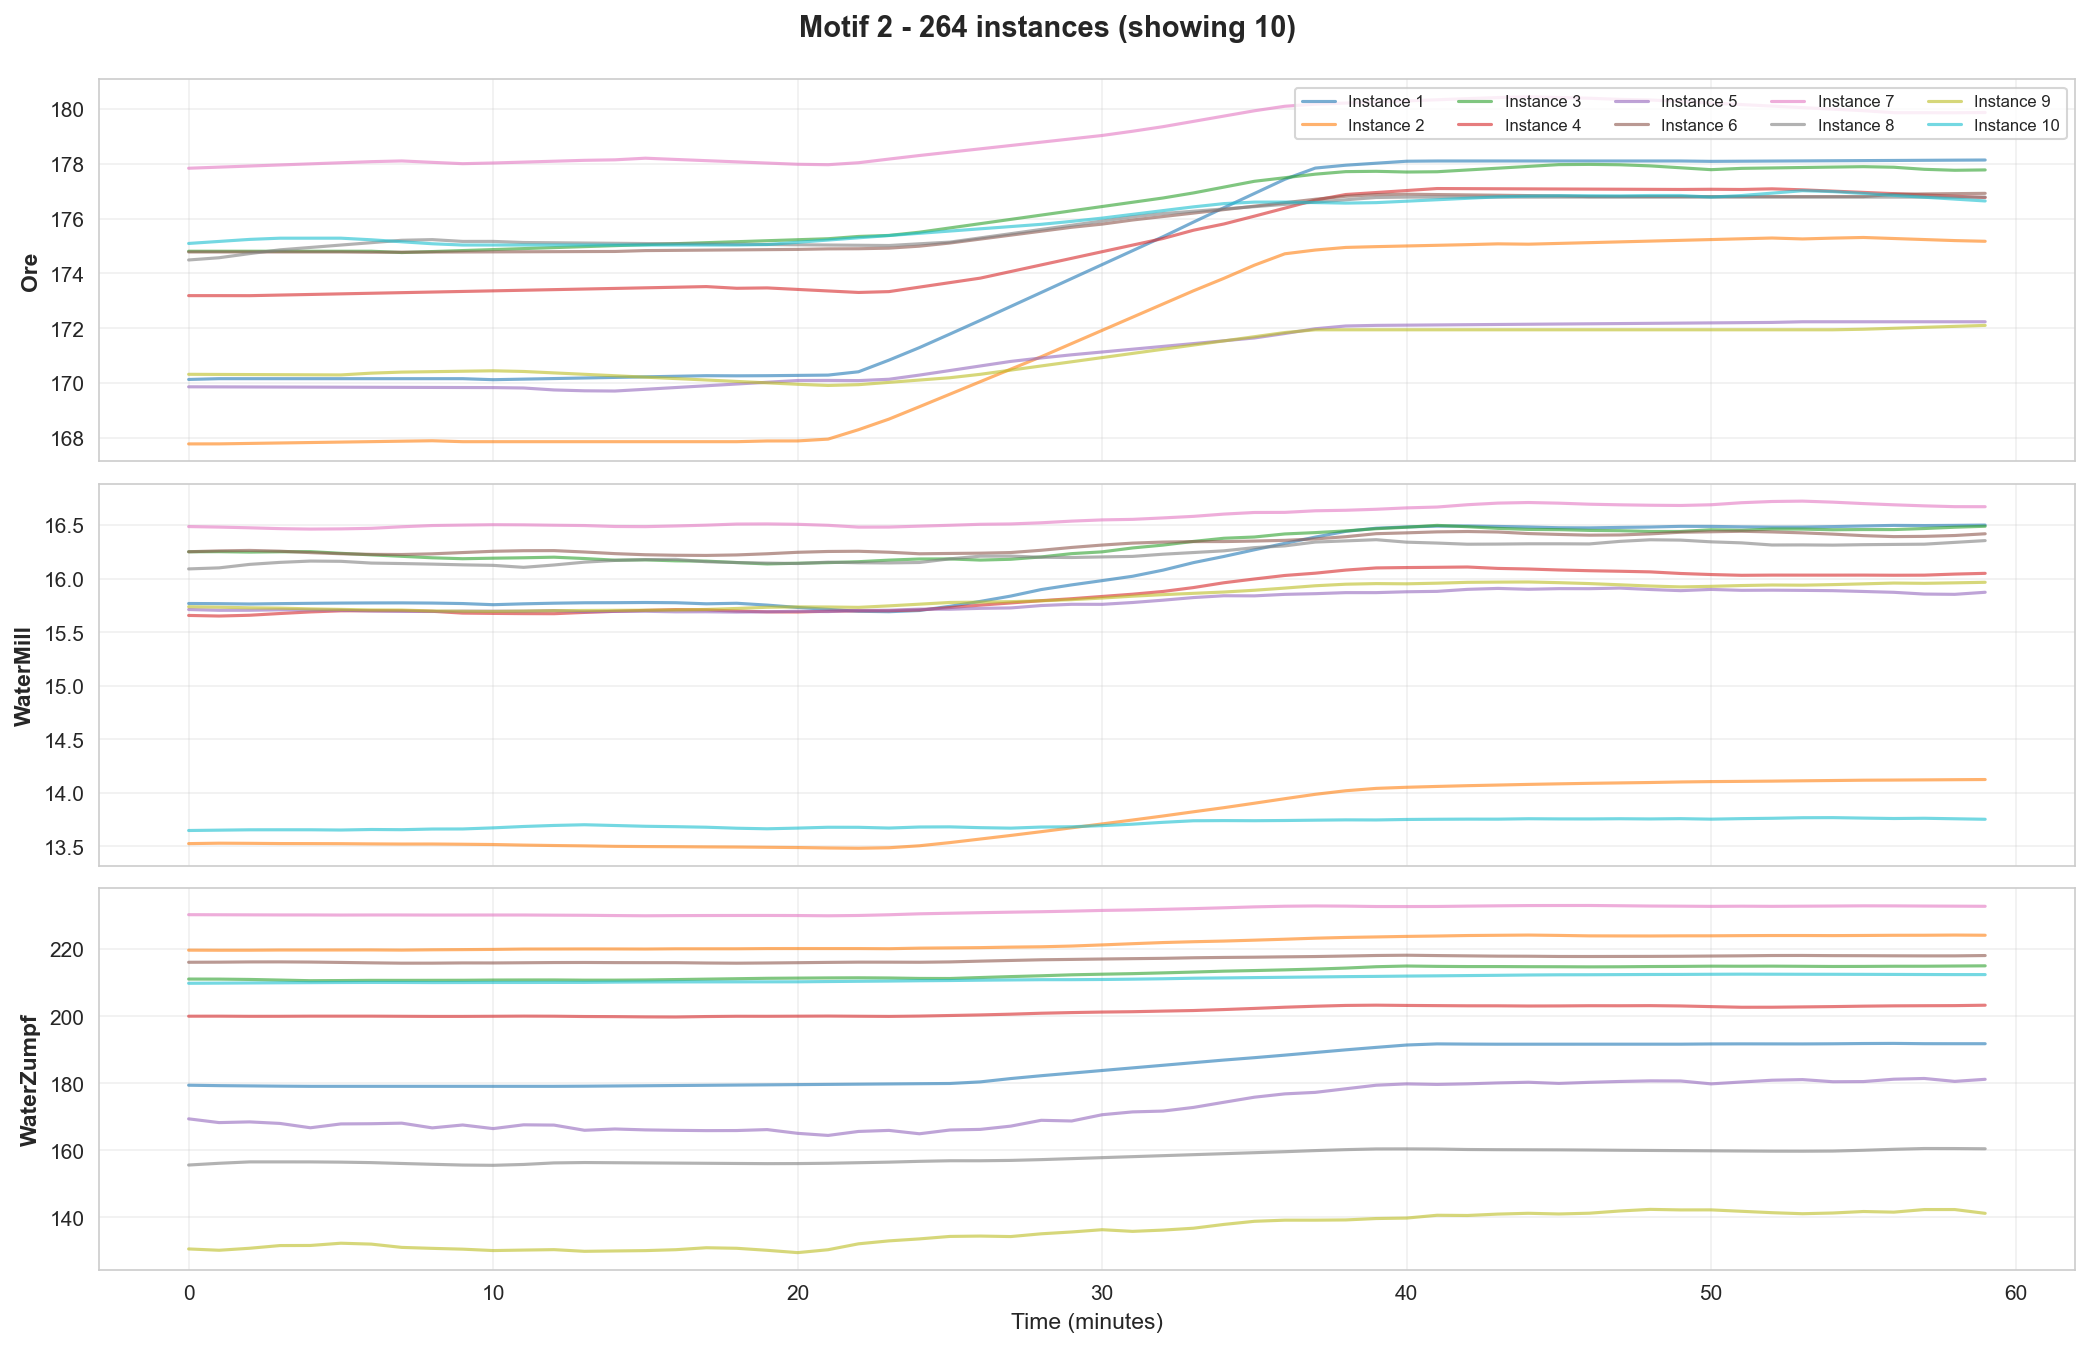 Motif 2 - 264 instances (showing 10)
Instance 1 Instance 3 Instance 5 Instance 7 Instance 9
Instance 2 Instance 4 Instance 6 Instance 8 Instance 10
Ore
180
178
176
174
172
170
168
WaterMill
16.5
16.0
15.5
15.0
14.5
14.0
13.5
WaterZumpf
220
200
180
160
140
0 10 20 30 40 50 60
Time (minutes)